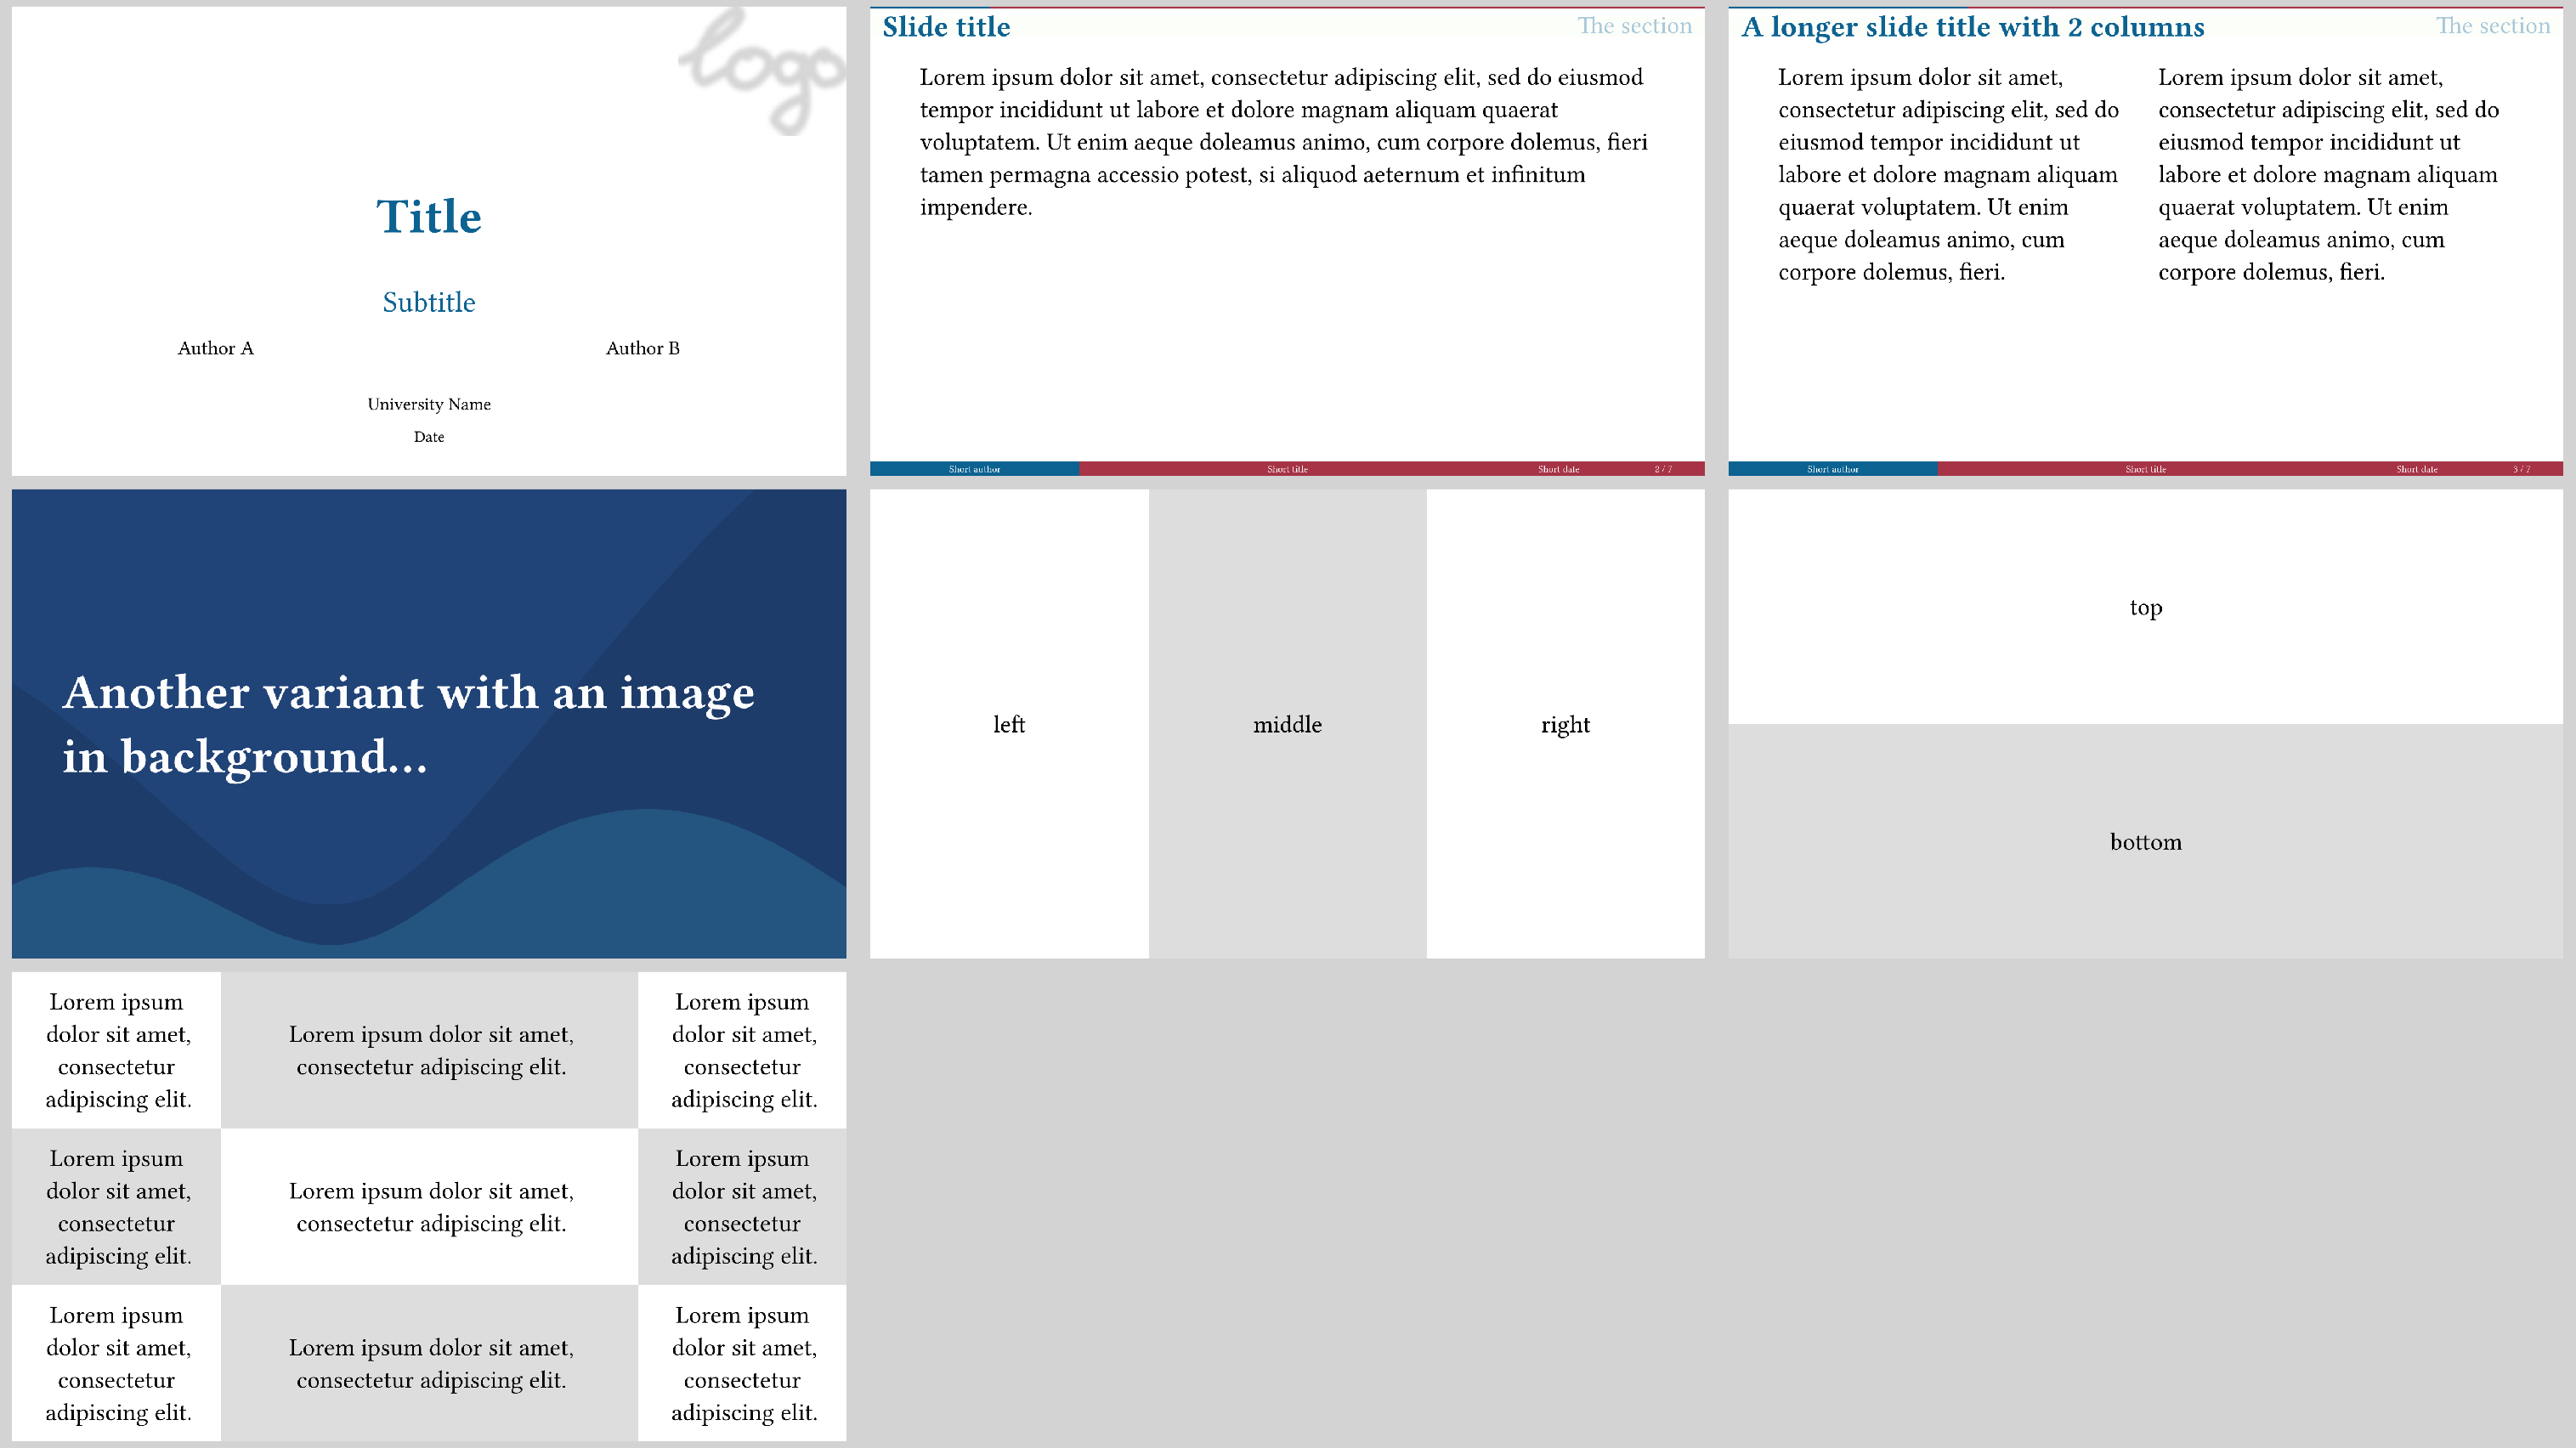 logo
Title
Subtitle
Author A
Author B
University Name
Date
Slide title
The section
Lorem ipsum dolor sit amet, consectetur adipiscing elit, sed do eiusmod
tempor incididunt ut labore et dolore magnam aliquam quaerat
voluptatem. Ut enim aeque doleamus animo, cum corpore dolemus, fieri
tamen permagna accessio potest, si aliquod aeternum et infinitum
impendere.
Short author
Short title
Short date
2 / 7
A longer slide title with 2 columns
The section
Lorem ipsum dolor sit amet,
consectetur adipiscing elit, sed do
eiusmod tempor incididunt ut
labore et dolore magnam aliquam
quaerat voluptatem. Ut enim
aeque doleamus animo, cum
corpore dolemus, fieri.
Lorem ipsum dolor sit amet,
consectetur adipiscing elit, sed do
eiusmod tempor incididunt ut
labore et dolore magnam aliquam
quaerat voluptatem. Ut enim
aeque doleamus animo, cum
corpore dolemus, fieri.
Short author
Short title
Short date
3 / 7
Another variant with an image
in background…
left
middle
right
top
bottom
Lorem ipsum
dolor sit amet,
consectetur
adipiscing elit.
Lorem ipsum dolor sit amet,
consectetur adipiscing elit.
Lorem ipsum
dolor sit amet,
consectetur
adipiscing elit.
Lorem ipsum
dolor sit amet,
consectetur
adipiscing elit.
Lorem ipsum dolor sit amet,
consectetur adipiscing elit.
Lorem ipsum
dolor sit amet,
consectetur
adipiscing elit.
Lorem ipsum
dolor sit amet,
consectetur
adipiscing elit.
Lorem ipsum dolor sit amet,
consectetur adipiscing elit.
Lorem ipsum
dolor sit amet,
consectetur
adipiscing elit.